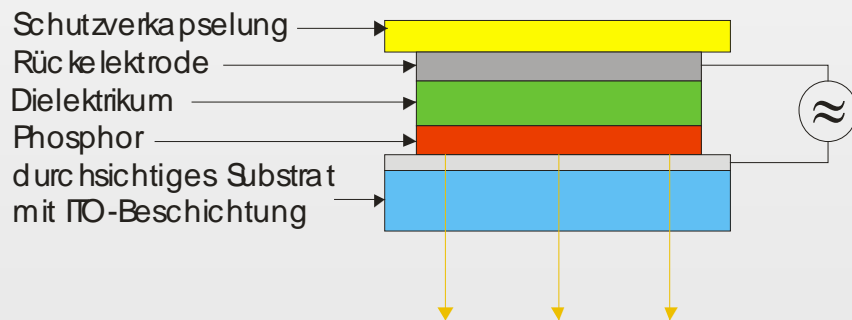 Schutzverkapselung
Rückelektrode
Dielektrikum
Phosphor
durchsichtiges Substrat
mit ITO-Beschichtung
≈